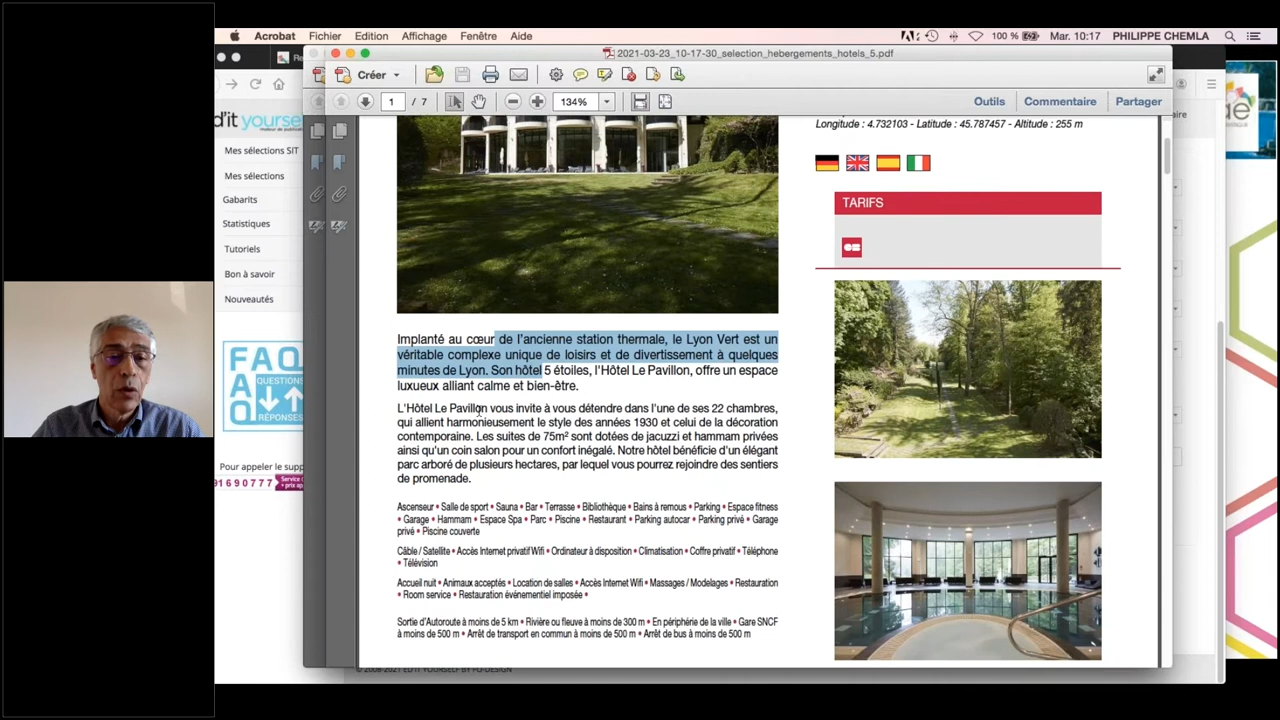 Acrobat Fichier Edition Affichage Fenêtre Aide
100 % Mar. 10:17 PHILIPPE CHEMLA
2021-03-23_10-17-30_selection_hebergements_hotels_5.pdf
Créer
1 / 7 134% Outils Commentaire Partager
d'it yourse
Mes sélections SIT
Mes sélections
Gabarits
Statistiques
Tutoriels
Bon à savoir
Nouveautés
FAQ
QUESTIONS
RÉPONSES
Pour appeler le supp
91690777
Longitude : 4.732103 - Latitude : 45.787457 - Altitude : 255 m
TARIFS
CB
Implanté au cœur de l'ancienne station thermale, le Lyon Vert est un
véritable complexe unique de loisirs et de divertissement à quelques
minutes de Lyon. Son hôtel 5 étoiles, l'Hôtel Le Pavillon, offre un espace
luxueux alliant calme et bien-être.
L'Hôtel Le Pavillon vous invite à vous détendre dans l'une de ses 22 chambres,
qui allient harmonieusement le style des années 1930 et celui de la décoration
contemporaine. Les suites de 75m² sont dotées de jacuzzi et hammam privées
ainsi qu'un coin salon pour un confort inégalé. Notre hôtel bénéficie d'un élégant
parc arboré de plusieurs hectares, par lequel vous pourrez rejoindre des sentiers
de promenade.
Ascenseur • Salle de sport • Sauna • Bar • Terrasse • Bibliothèque • Bains à remous • Parking • Espace fitness
• Garage • Hammam • Espace Spa • Parc • Piscine • Restaurant • Parking autocar • Parking privé • Garage
privé • Piscine couverte
Câble / Satellite • Accès Internet privatif Wifi • Ordinateur à disposition • Climatisation • Coffre privatif • Téléphone
• Télévision
Accueil nuit • Animaux acceptés • Location de salles • Accès Internet Wifi • Massages / Modelages • Restauration
• Room service • Restauration événementiel imposée •
Sortie d'Autoroute à moins de 5 km • Rivière ou fleuve à moins de 300 m • En périphérie de la ville • Gare SNCF
à moins de 500 m • Arrêt de transport en commun à moins de 500 m • Arrêt de bus à moins de 500 m